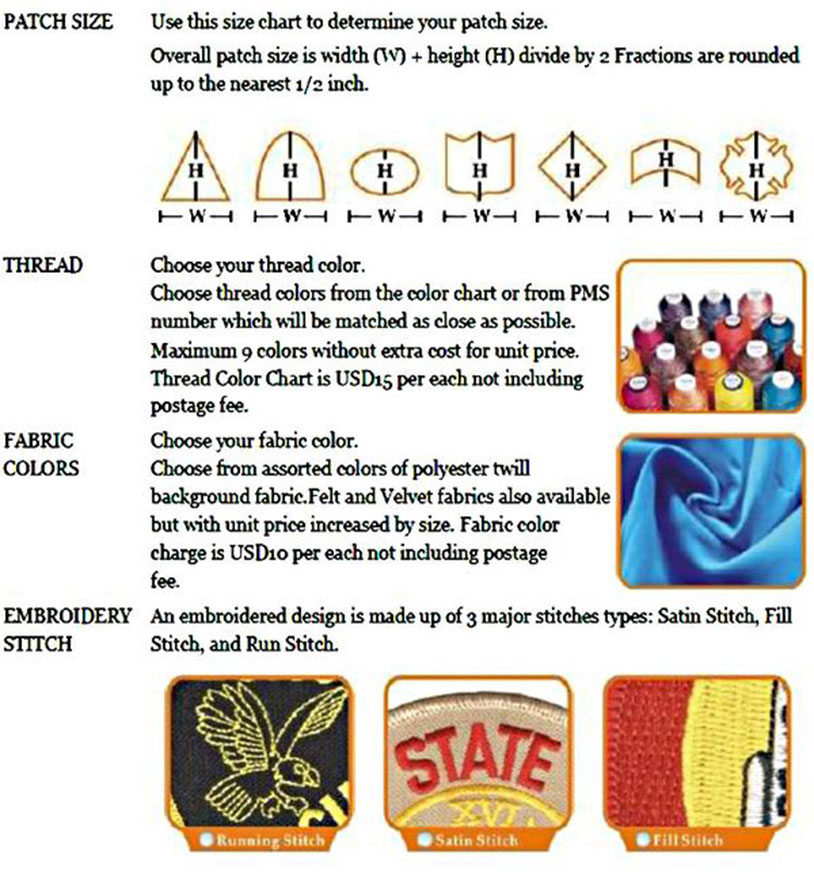 PATCH SIZE
Use this size chart to determine your patch size.
Overall patch size is width (W) + height (H) divide by 2 Fractions are rounded
up to the nearest 1/2 inch.
H H H H H H H
W W W W W W W
THREAD
Choose your thread color.
Choose thread colors from the color chart or from PMS
number which will be matched as close as possible.
Maximum 9 colors without extra cost for unit price.
Thread Color Chart is USD15 per each not including
postage fee.
FABRIC
COLORS
Choose your fabric color.
Choose from assorted colors of polyester twill
background fabric.Felt and Velvet fabrics also available
but with unit price increased by size. Fabric color
charge is USD10 per each not including postage
fee.
EMBROIDERY
STITCH
An embroidered design is made up of 3 major stitches types: Satin Stitch, Fill
Stitch, and Run Stitch.
STATE
XVI
Running Stitch
Satin Stitch
Fill Stitch